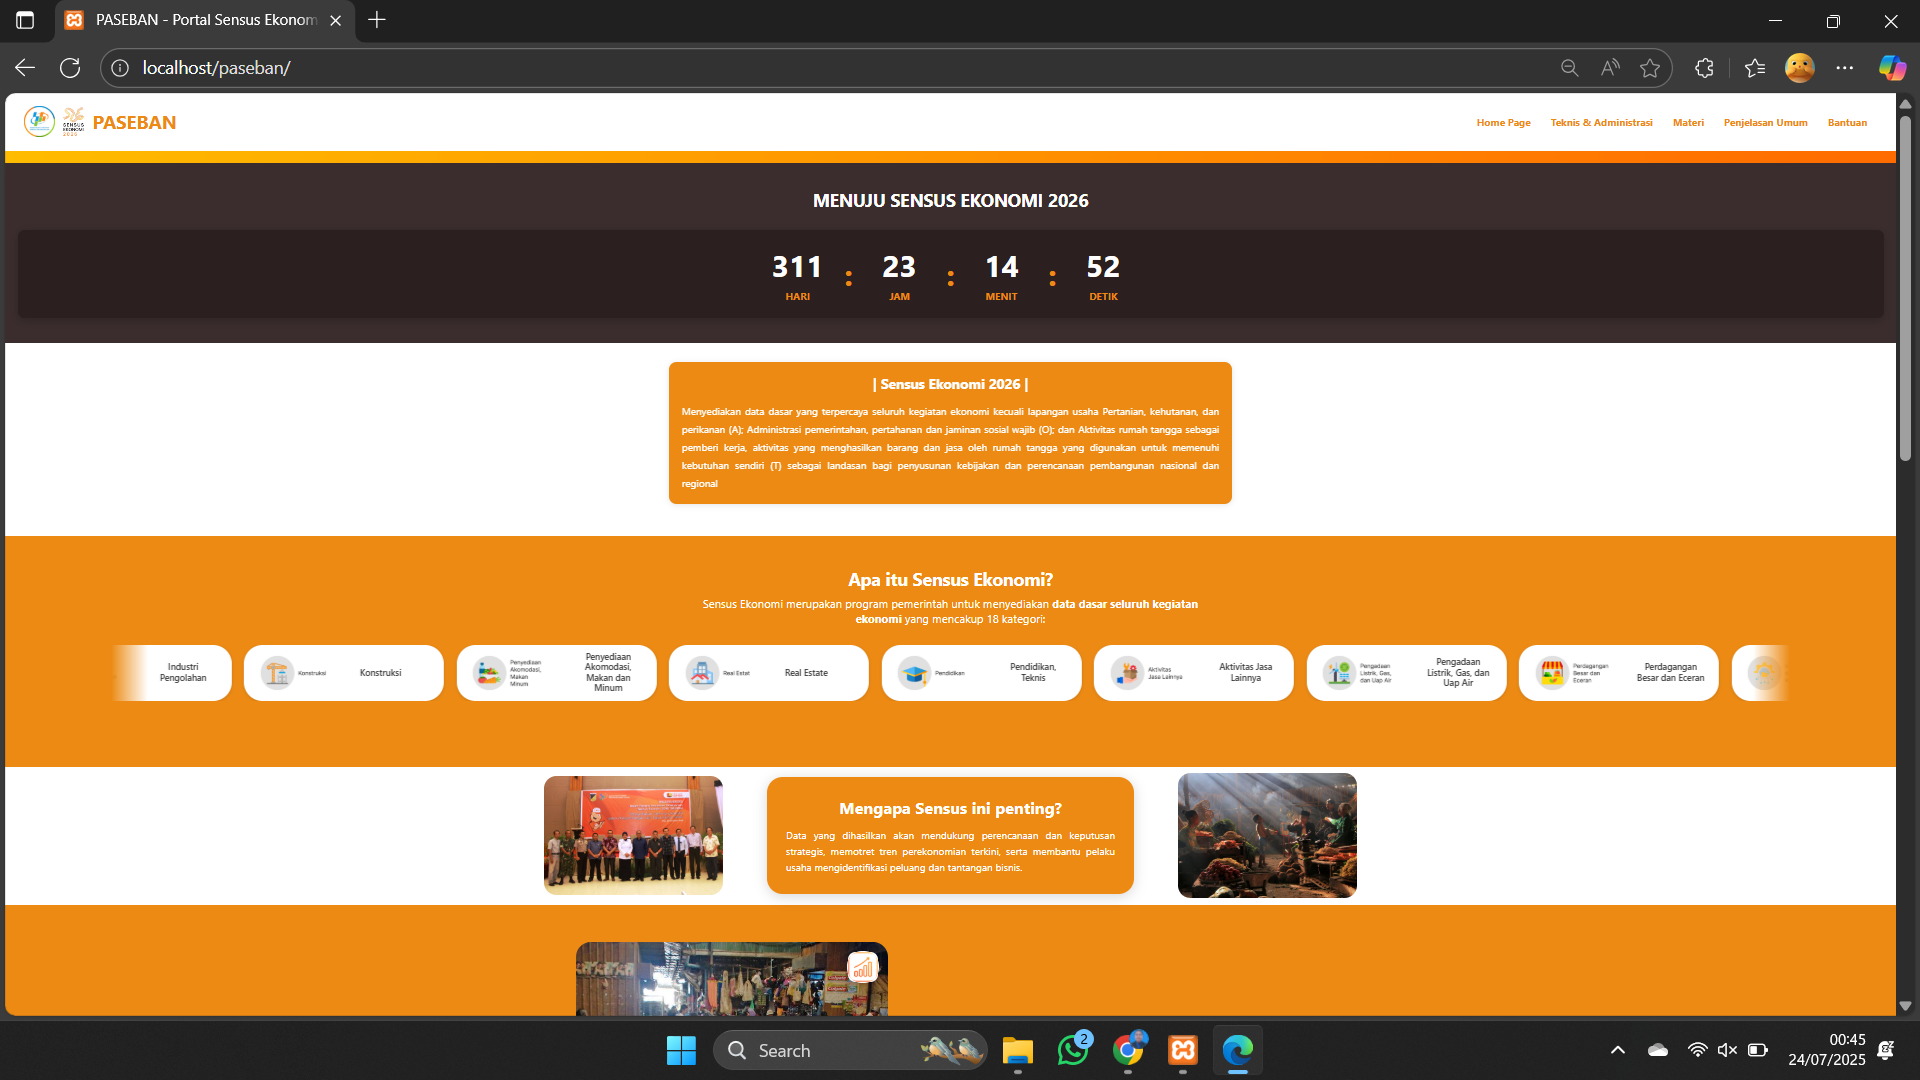 PASEBAN - Portal Sensus Ekonom
localhost/paseban/
SENSUS
EKONOMI
2026
PASEBAN
Home Page
Teknis & Administrasi
Materi
Penjelasan Umum
Bantuan
MENUJU SENSUS EKONOMI 2026
311 : 23 : 14 : 52
HARI JAM MENIT DETIK
| Sensus Ekonomi 2026 |
Menyediakan data dasar yang terpercaya seluruh kegiatan ekonomi kecuali lapangan usaha Pertanian, kehutanan, dan
perikanan (A); Administrasi pemerintahan, pertahanan dan jaminan sosial wajib (O); dan Aktivitas rumah tangga sebagai
pemberi kerja, aktivitas yang menghasilkan barang dan jasa oleh rumah tangga yang digunakan untuk memenuhi
kebutuhan sendiri (T) sebagai landasan bagi penyusunan kebijakan dan perencanaan pembangunan nasional dan
regional
Apa itu Sensus Ekonomi?
Sensus Ekonomi merupakan program pemerintah untuk menyediakan data dasar seluruh kegiatan
ekonomi yang mencakup 18 kategori:
Industri
Pengolahan
Konstruksi
Konstruksi
Penyediaan
Akomodasi,
Makan
Minum
Penyediaan
Akomodasi,
Makan dan
Minum
Real Estat
Real Estate
Pendidikan
Pendidikan,
Teknis
Aktivitas
Jasa Lainnya
Aktivitas Jasa
Lainnya
Pengadaan
Listrik, Gas,
dan Uap Air
Pengadaan
Listrik, Gas, dan
Uap Air
Perdagangan
Besar dan
Eceran
Perdagangan
Besar dan Eceran
Mengapa Sensus ini penting?
Data yang dihasilkan akan mendukung perencanaan dan keputusan
strategis, memotret tren perekonomian terkini, serta membantu pelaku
usaha mengidentifikasi peluang dan tantangan bisnis.
Search
2
00:45
24/07/2025